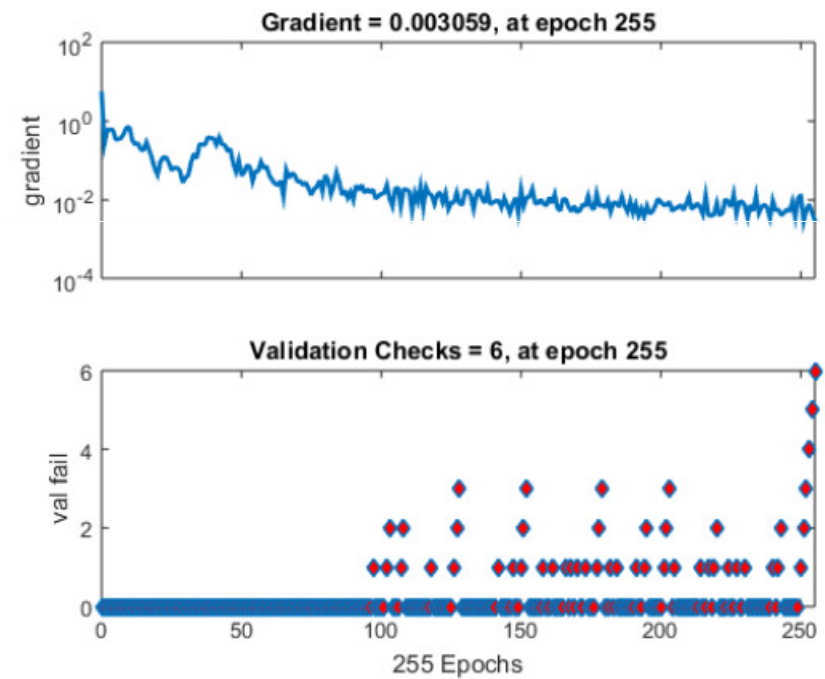 Gradient = 0.003059, at epoch 255
10^2
10^0
10^-2
10^-4
gradient
Validation Checks = 6, at epoch 255
6
4
2
0
val fail
0 50 100 150 200 250
255 Epochs